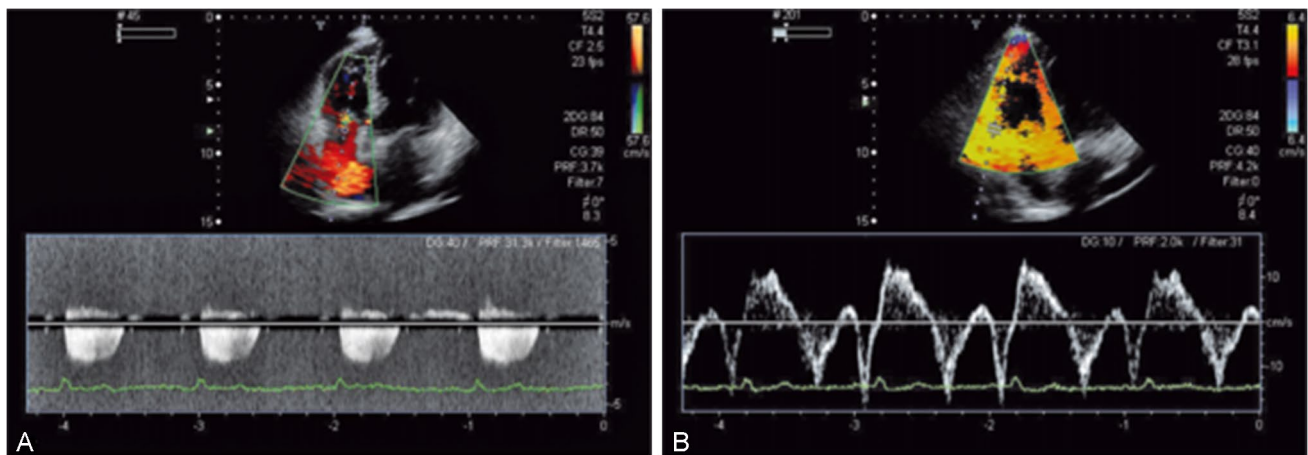 #45
0
5
10
15
5S2
T4.4
CF 2.5
23 fps
2DG:84
DR:50
CG:39
PRF:3.7k
Filter:7
0°
8.3
57.6
57.6
cm/s
DG:40 / PRF:31.3k / Filter:1465
-5
m/s
-5
-4
-3
-2
-1
0
A
#201
0
5
10
15
5S2
T4.4
CF T3.1
28 fps
2DG:84
DR:50
CG:40
PRF:4.2k
Filter:0
0°
8.4
6.4
6.4
cm/s
DG:10 / PRF:2.0k / Filter:31
-10
cm/s
-10
-4
-3
-2
-1
0
B